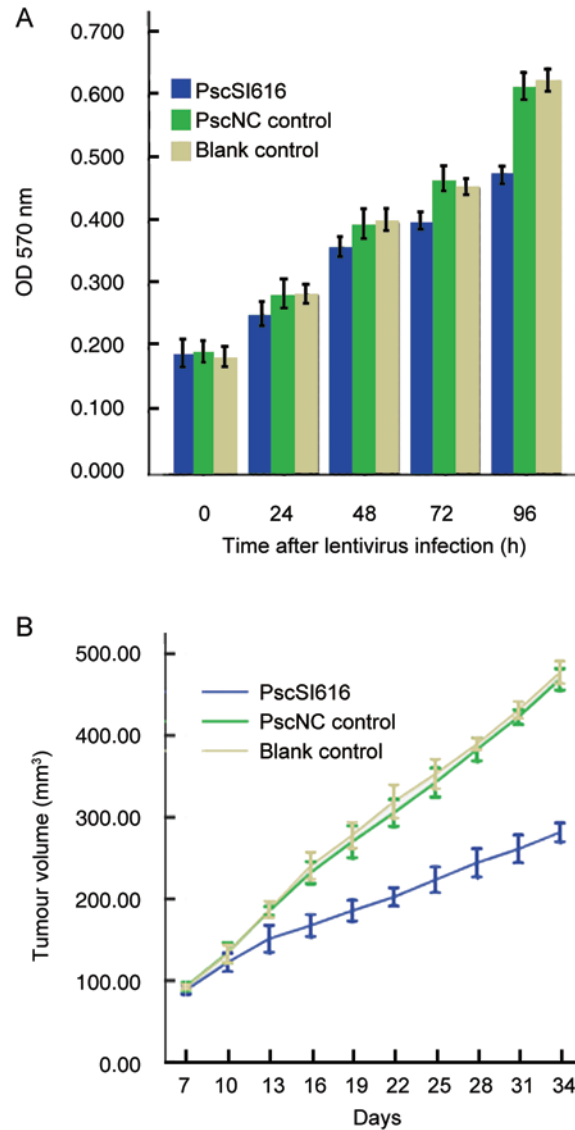 A
0.700
0.600
0.500
0.400
0.300
0.200
0.100
0.000
OD 570 nm
PscSI616
PscNC control
Blank control
0 24 48 72 96
Time after lentivirus infection (h)
B
500.00
400.00
300.00
200.00
100.00
0.00
Tumour volume (mm³)
PscSI616
PscNC control
Blank control
7 10 13 16 19 22 25 28 31 34
Days